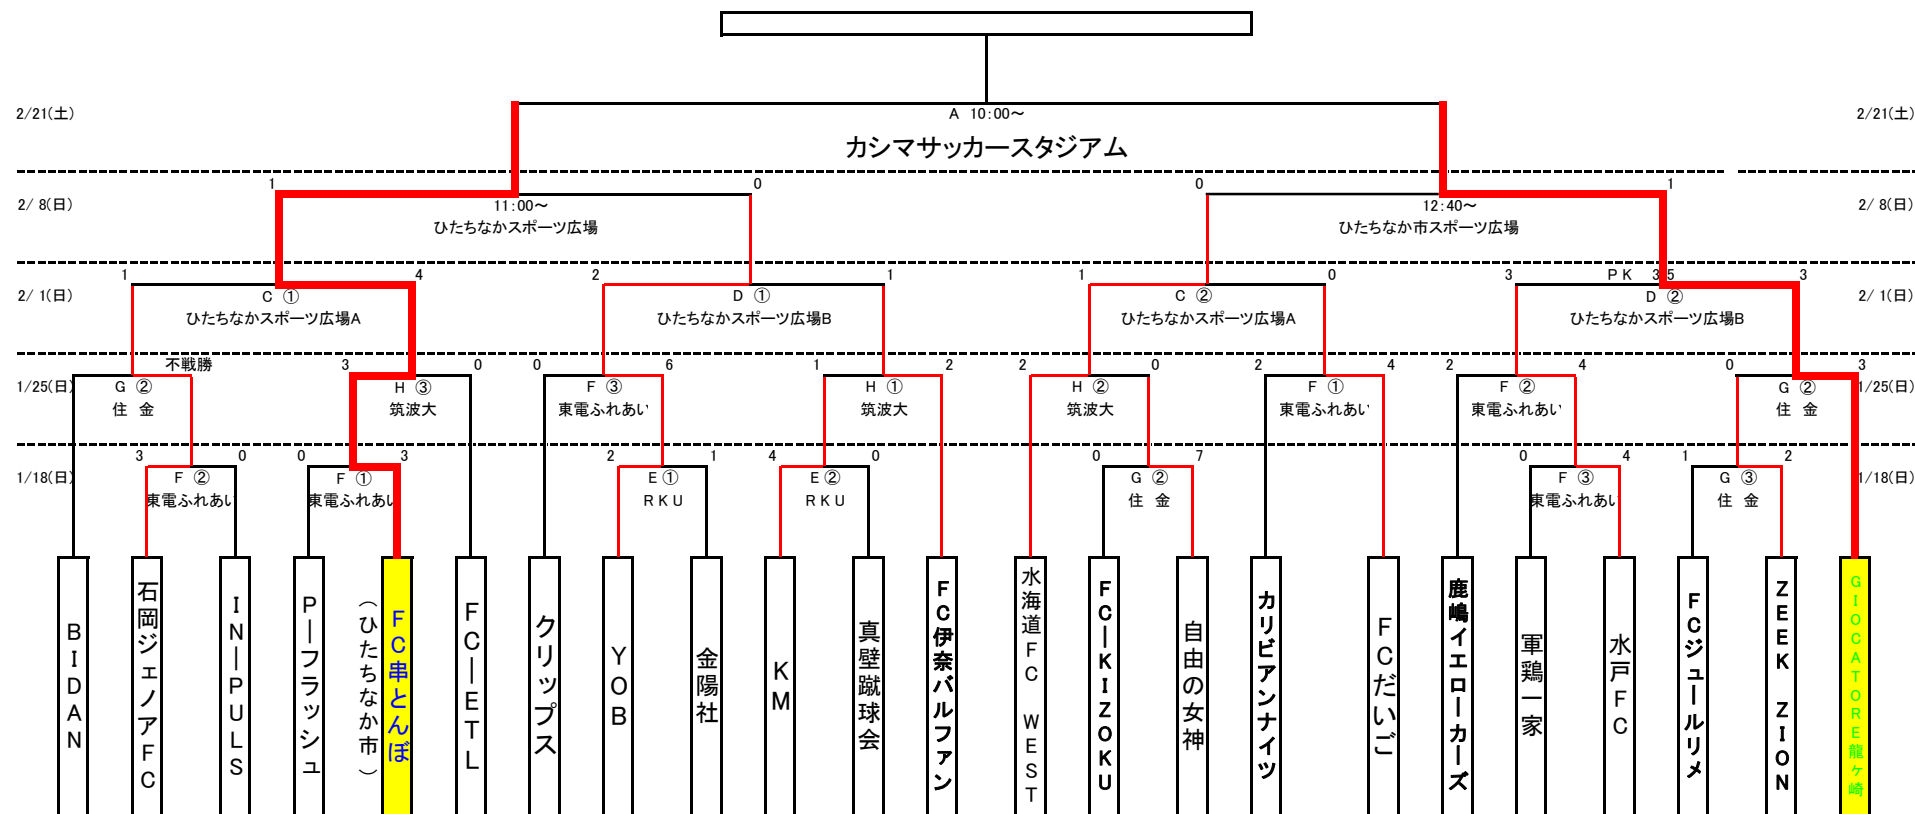 2/21(土) A 10:00～ 2/21(土)
カシマサッカースタジアム
1 0 0 1
2/ 8(日) 11:00～ 12:40～ 2/ 8(日)
ひたちなかスポーツ広場 ひたちなか市スポーツ広場
1 4 2 1 1 0 3 PK 3 5 3
2/ 1(日) C ① D ① C ② D ② 2/ 1(日)
ひたちなかスポーツ広場A ひたちなかスポーツ広場B ひたちなかスポーツ広場A ひたちなかスポーツ広場B
不戦勝 3 0 0 6 1 2 2 0 2 4 2 4 0 3
1/25(日) G ② H ③ F ③ H ① H ② F ① F ② G ② 1/25(日)
住 金 筑波大 東電ふれあい 筑波大 筑波大 東電ふれあい 東電ふれあい 住 金
3 0 0 3 2 1 4 0 0 7 0 4 1 2
1/18(日) F ② F ① E ① E ② G ② F ③ G ③ 1/18(日)
東電ふれあい 東電ふれあい RKU RKU 住 金 東電ふれあい 住 金
BIDAN
石岡ジェノアFC
IN―PULS
P―フラッシュ
FC串とんぼ
（ひたちなか市）
FC―ETL
クリップス
YOB
金陽社
KM
真壁蹴球会
FC伊奈バルファン
水海道FC WEST
FC―KIZOKU
自由の女神
カリビアンナイツ
FCだいご
鹿嶋イエローカーズ
軍鶏一家
水戸FC
FCジュールリメ
ZEEK ZION
GIOCATORE龍ヶ崎